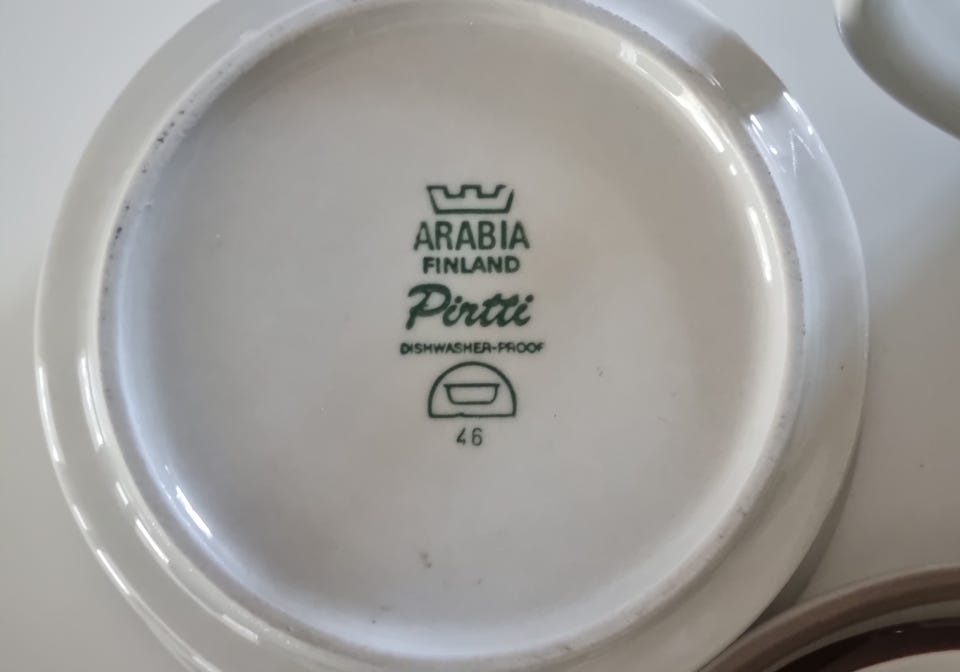 ARABIA
FINLAND
Pirtti
DISHWASHER-PROOF
46